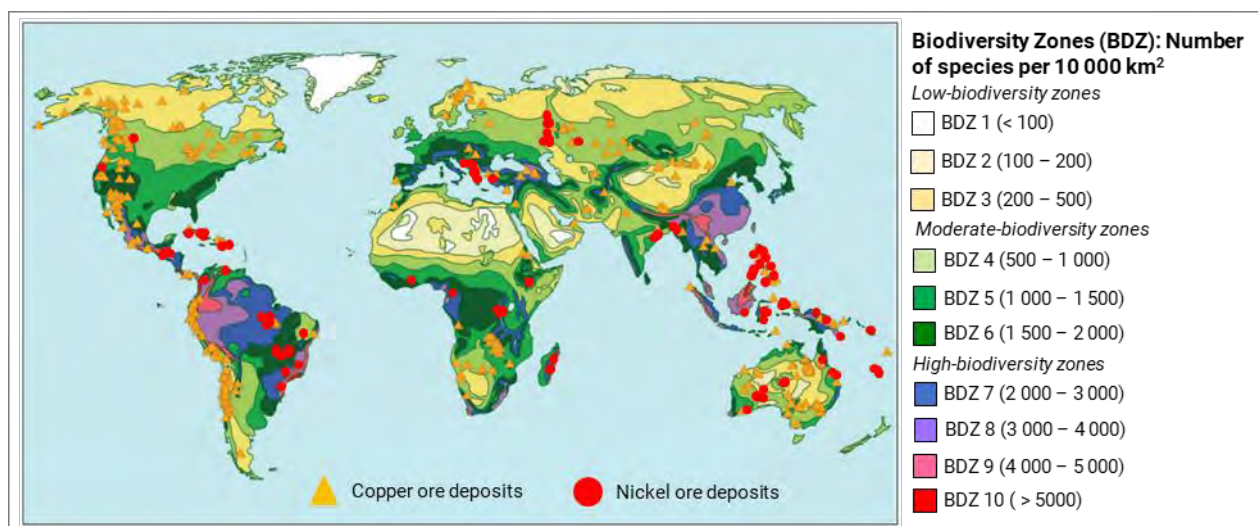 Biodiversity Zones (BDZ): Number
of species per 10 000 km²
Low-biodiversity zones
BDZ 1 (< 100)
BDZ 2 (100 – 200)
BDZ 3 (200 – 500)
Moderate-biodiversity zones
BDZ 4 (500 – 1 000)
BDZ 5 (1 000 – 1 500)
BDZ 6 (1 500 – 2 000)
High-biodiversity zones
BDZ 7 (2 000 – 3 000)
BDZ 8 (3 000 – 4 000)
BDZ 9 (4 000 – 5 000)
BDZ 10 ( > 5000)
Copper ore deposits
Nickel ore deposits